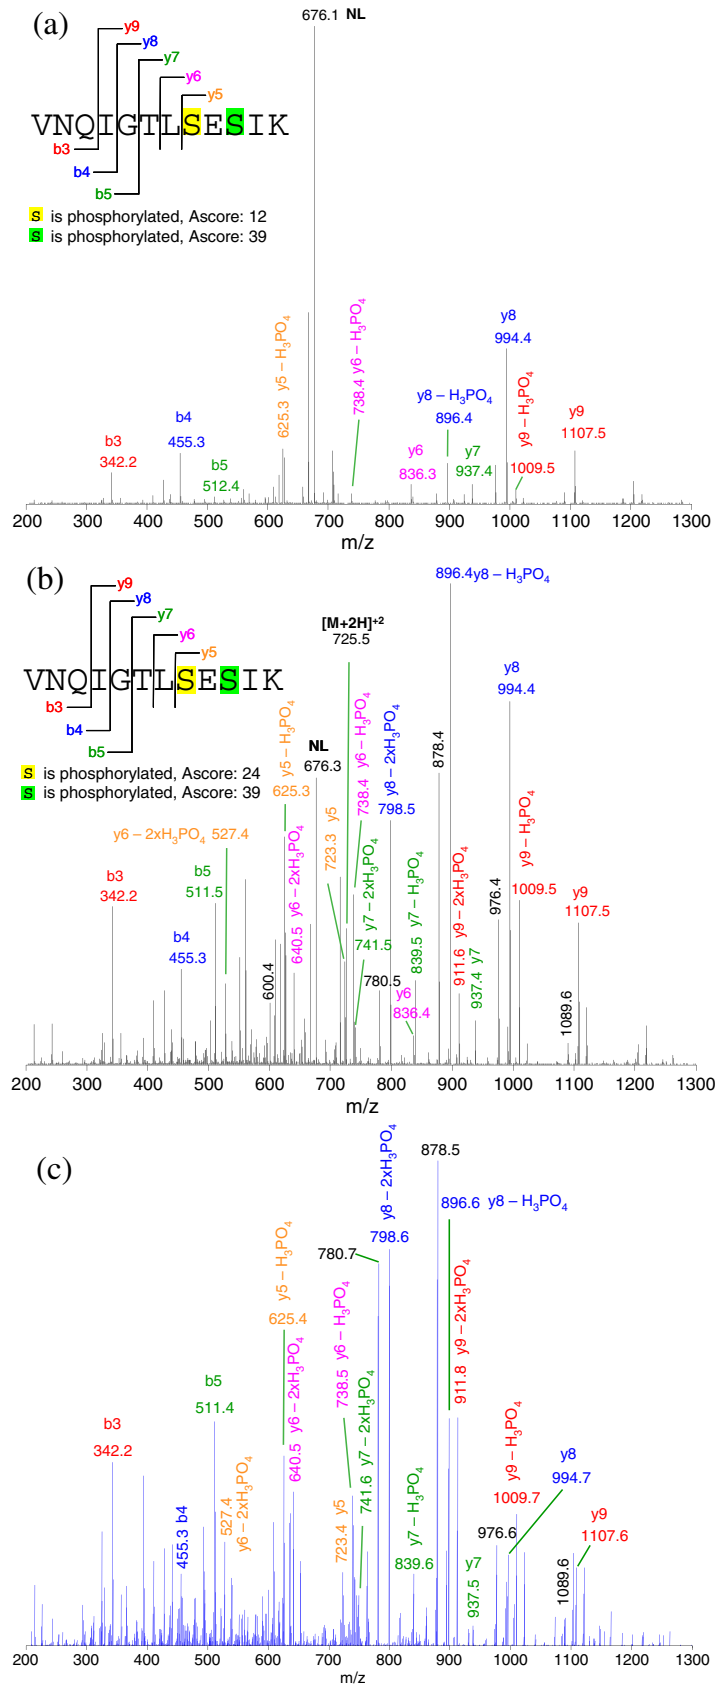 (a)
676.1 NL
y9
y8
y7
y6
y5
VNQIGTLSESIK
b3
b4
b5
S is phosphorylated, Ascore: 12
S is phosphorylated, Ascore: 39
b3
342.2
b4
455.3
b5
512.4
625.3 y5 – H3PO4
738.4 y6 – H3PO4
y6
836.3
y8 – H3PO4
896.4
y7
937.4
y8
994.4
y9 – H3PO4
1009.5
y9
1107.5
200 300 400 500 600 700 800 900 1000 1100 1200 1300
m/z
(b)
896.4 y8 – H3PO4
y9
y8
y7
y6
y5
VNQIGTLSESIK
b3
b4
b5
S is phosphorylated, Ascore: 24
S is phosphorylated, Ascore: 39
[M+2H]+2
725.5
NL
676.3
y5 – H3PO4
625.3
y6 – 2xH3PO4 527.4
b3
342.2
b4
455.3
b5
511.5
600.4
640.5 y6 – 2xH3PO4
723.3 y5
738.4 y6 – H3PO4
y7 – 2xH3PO4
741.5
780.5
y8 – 2xH3PO4
798.5
y6
836.4
839.5 y7 – H3PO4
878.4
911.6 y9 – 2xH3PO4
937.4 y7
976.4
y8
994.4
y9 – H3PO4
1009.5
1089.6
y9
1107.5
200 300 400 500 600 700 800 900 1000 1100 1200 1300
m/z
(c)
878.5
y8 – 2xH3PO4
798.6
896.6 y8 – H3PO4
780.7
y5 – H3PO4
625.4
b3
342.2
455.3 b4
b5
511.4
527.4
y6 – 2xH3PO4
640.5 y6 – 2xH3PO4
723.4 y5
738.5 y6 – H3PO4
741.6 y7 – 2xH3PO4
839.6 y7 – H3PO4
911.8 y9 – 2xH3PO4
y7
937.5
976.6
y9 – H3PO4
1009.7
y8
994.7
1089.6
y9
1107.6
200 300 400 500 600 700 800 900 1000 1100 1200 1300
m/z